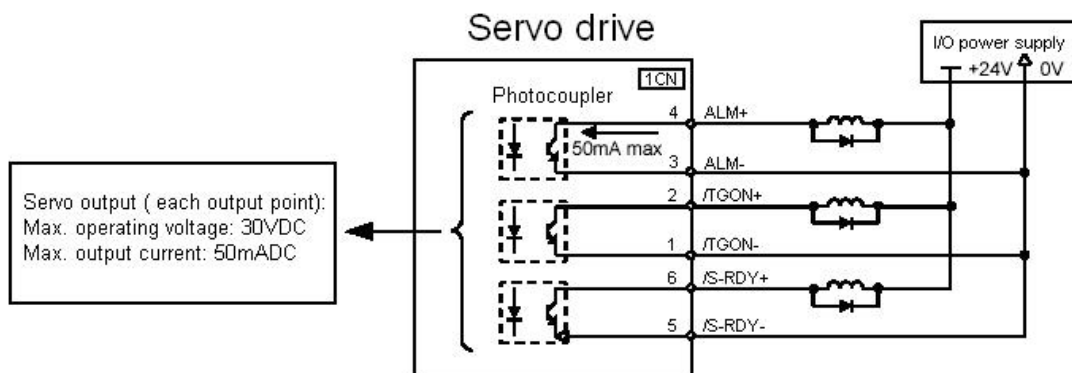 Servo drive
I/O power supply
+24V 0V
1CN
Photocoupler
4 ALM+
50mA max
3 ALM-
2 /TGON+
1 /TGON-
6 /S-RDY+
5 /S-RDY-
Servo output ( each output point):
Max. operating voltage: 30VDC
Max. output current: 50mADC